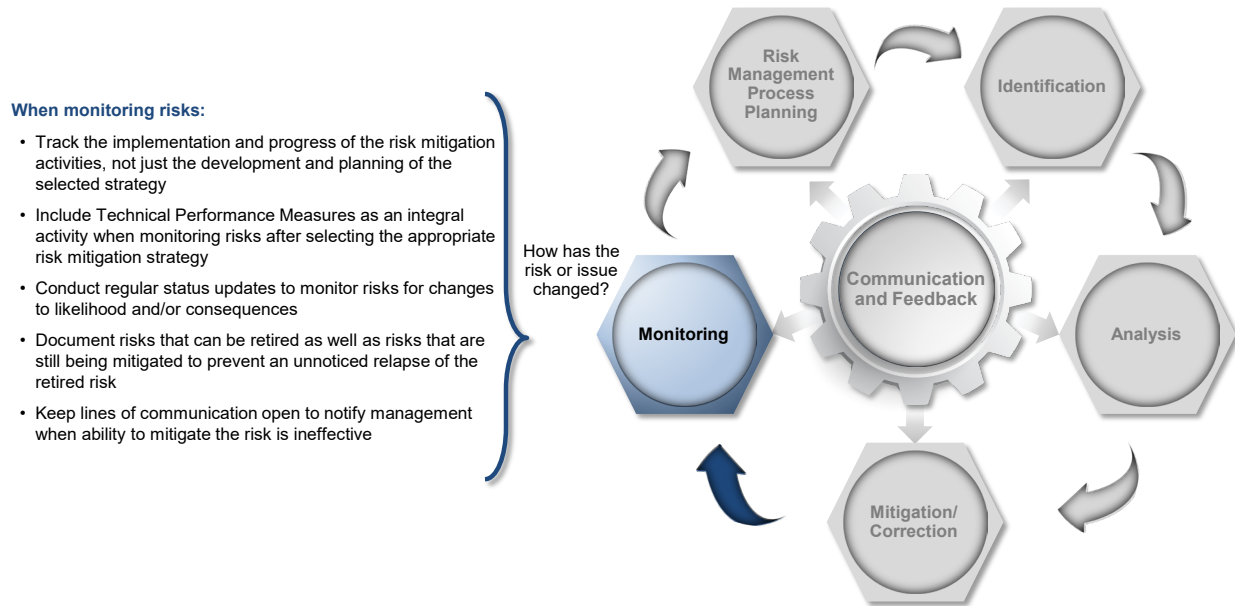 When monitoring risks:
• Track the implementation and progress of the risk mitigation
activities, not just the development and planning of the
selected strategy
• Include Technical Performance Measures as an integral
activity when monitoring risks after selecting the appropriate
risk mitigation strategy
• Conduct regular status updates to monitor risks for changes
to likelihood and/or consequences
• Document risks that can be retired as well as risks that are
still being mitigated to prevent an unnoticed relapse of the
retired risk
• Keep lines of communication open to notify management
when ability to mitigate the risk is ineffective
How has the
risk or issue
changed?
Risk
Management
Process
Planning
Identification
Communication
and Feedback
Monitoring
Analysis
Mitigation/
Correction